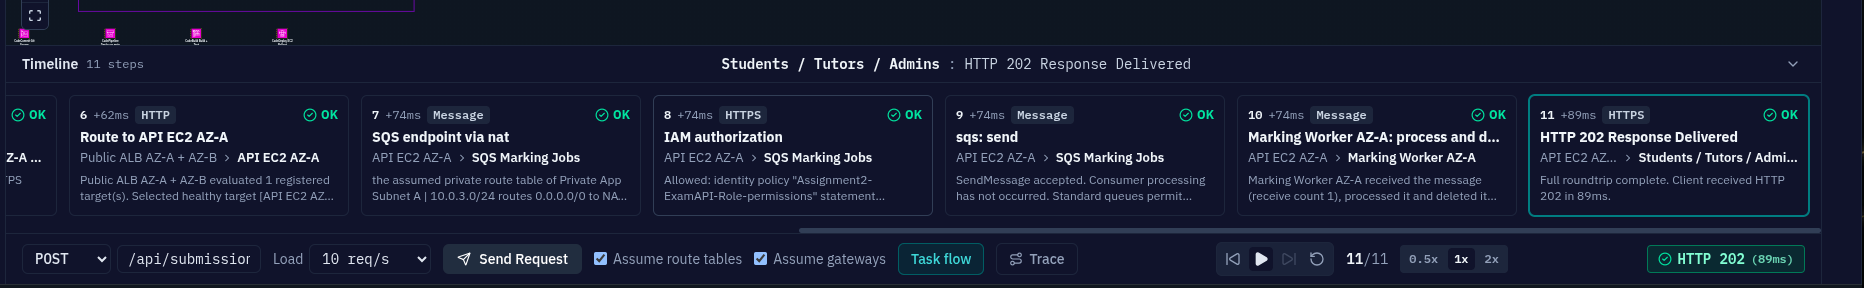 Timeline 11 steps
Students / Tutors / Admins : HTTP 202 Response Delivered
OK
Z-A ...
TPS
6 +62ms HTTP OK
Route to API EC2 AZ-A
Public ALB AZ-A + AZ-B › API EC2 AZ-A
Public ALB AZ-A + AZ-B evaluated 1 registered
target(s). Selected healthy target [API EC2 AZ...
7 +74ms Message OK
SQS endpoint via nat
API EC2 AZ-A › SQS Marking Jobs
the assumed private route table of Private App
Subnet A | 10.0.3.0/24 routes 0.0.0.0/0 to NA...
8 +74ms HTTPS OK
IAM authorization
API EC2 AZ-A › SQS Marking Jobs
Allowed: identity policy "Assignment2-
ExamAPI-Role-permissions" statement...
9 +74ms Message OK
sqs: send
API EC2 AZ-A › SQS Marking Jobs
SendMessage accepted. Consumer processing
has not occurred. Standard queues permit...
10 +74ms Message OK
Marking Worker AZ-A: process and d...
API EC2 AZ-A › Marking Worker AZ-A
Marking Worker AZ-A received the message
(receive count 1), processed it and deleted it...
11 +89ms HTTPS OK
HTTP 202 Response Delivered
API EC2 AZ... › Students / Tutors / Admi...
Full roundtrip complete. Client received HTTP
202 in 89ms.
POST /api/submission Load 10 req/s Send Request Assume route tables Assume gateways Task flow Trace 11/11 0.5x 1x 2x HTTP 202 (89ms)